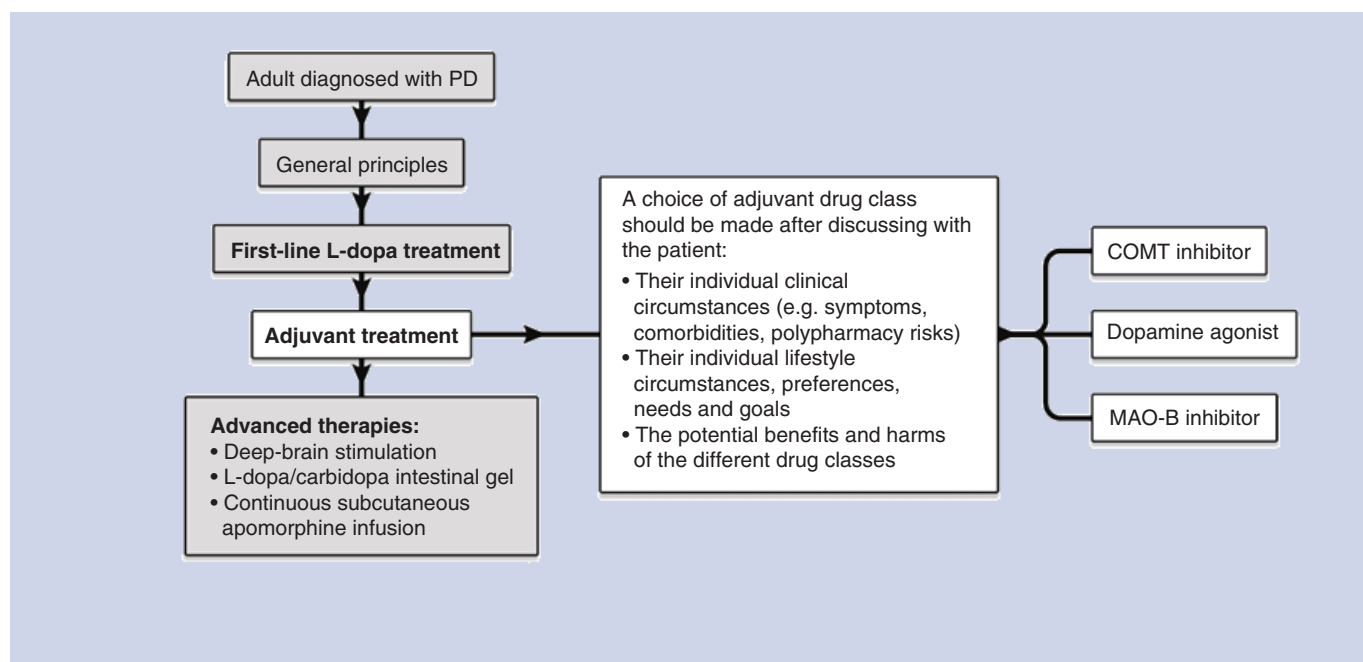 Adult diagnosed with PD
General principles
First-line L-dopa treatment
Adjuvant treatment
Advanced therapies:
• Deep-brain stimulation
• L-dopa/carbidopa intestinal gel
• Continuous subcutaneous
apomorphine infusion
A choice of adjuvant drug class
should be made after discussing with
the patient:
• Their individual clinical
circumstances (e.g. symptoms,
comorbidities, polypharmacy risks)
• Their individual lifestyle
circumstances, preferences,
needs and goals
• The potential benefits and harms
of the different drug classes
COMT inhibitor
Dopamine agonist
MAO-B inhibitor